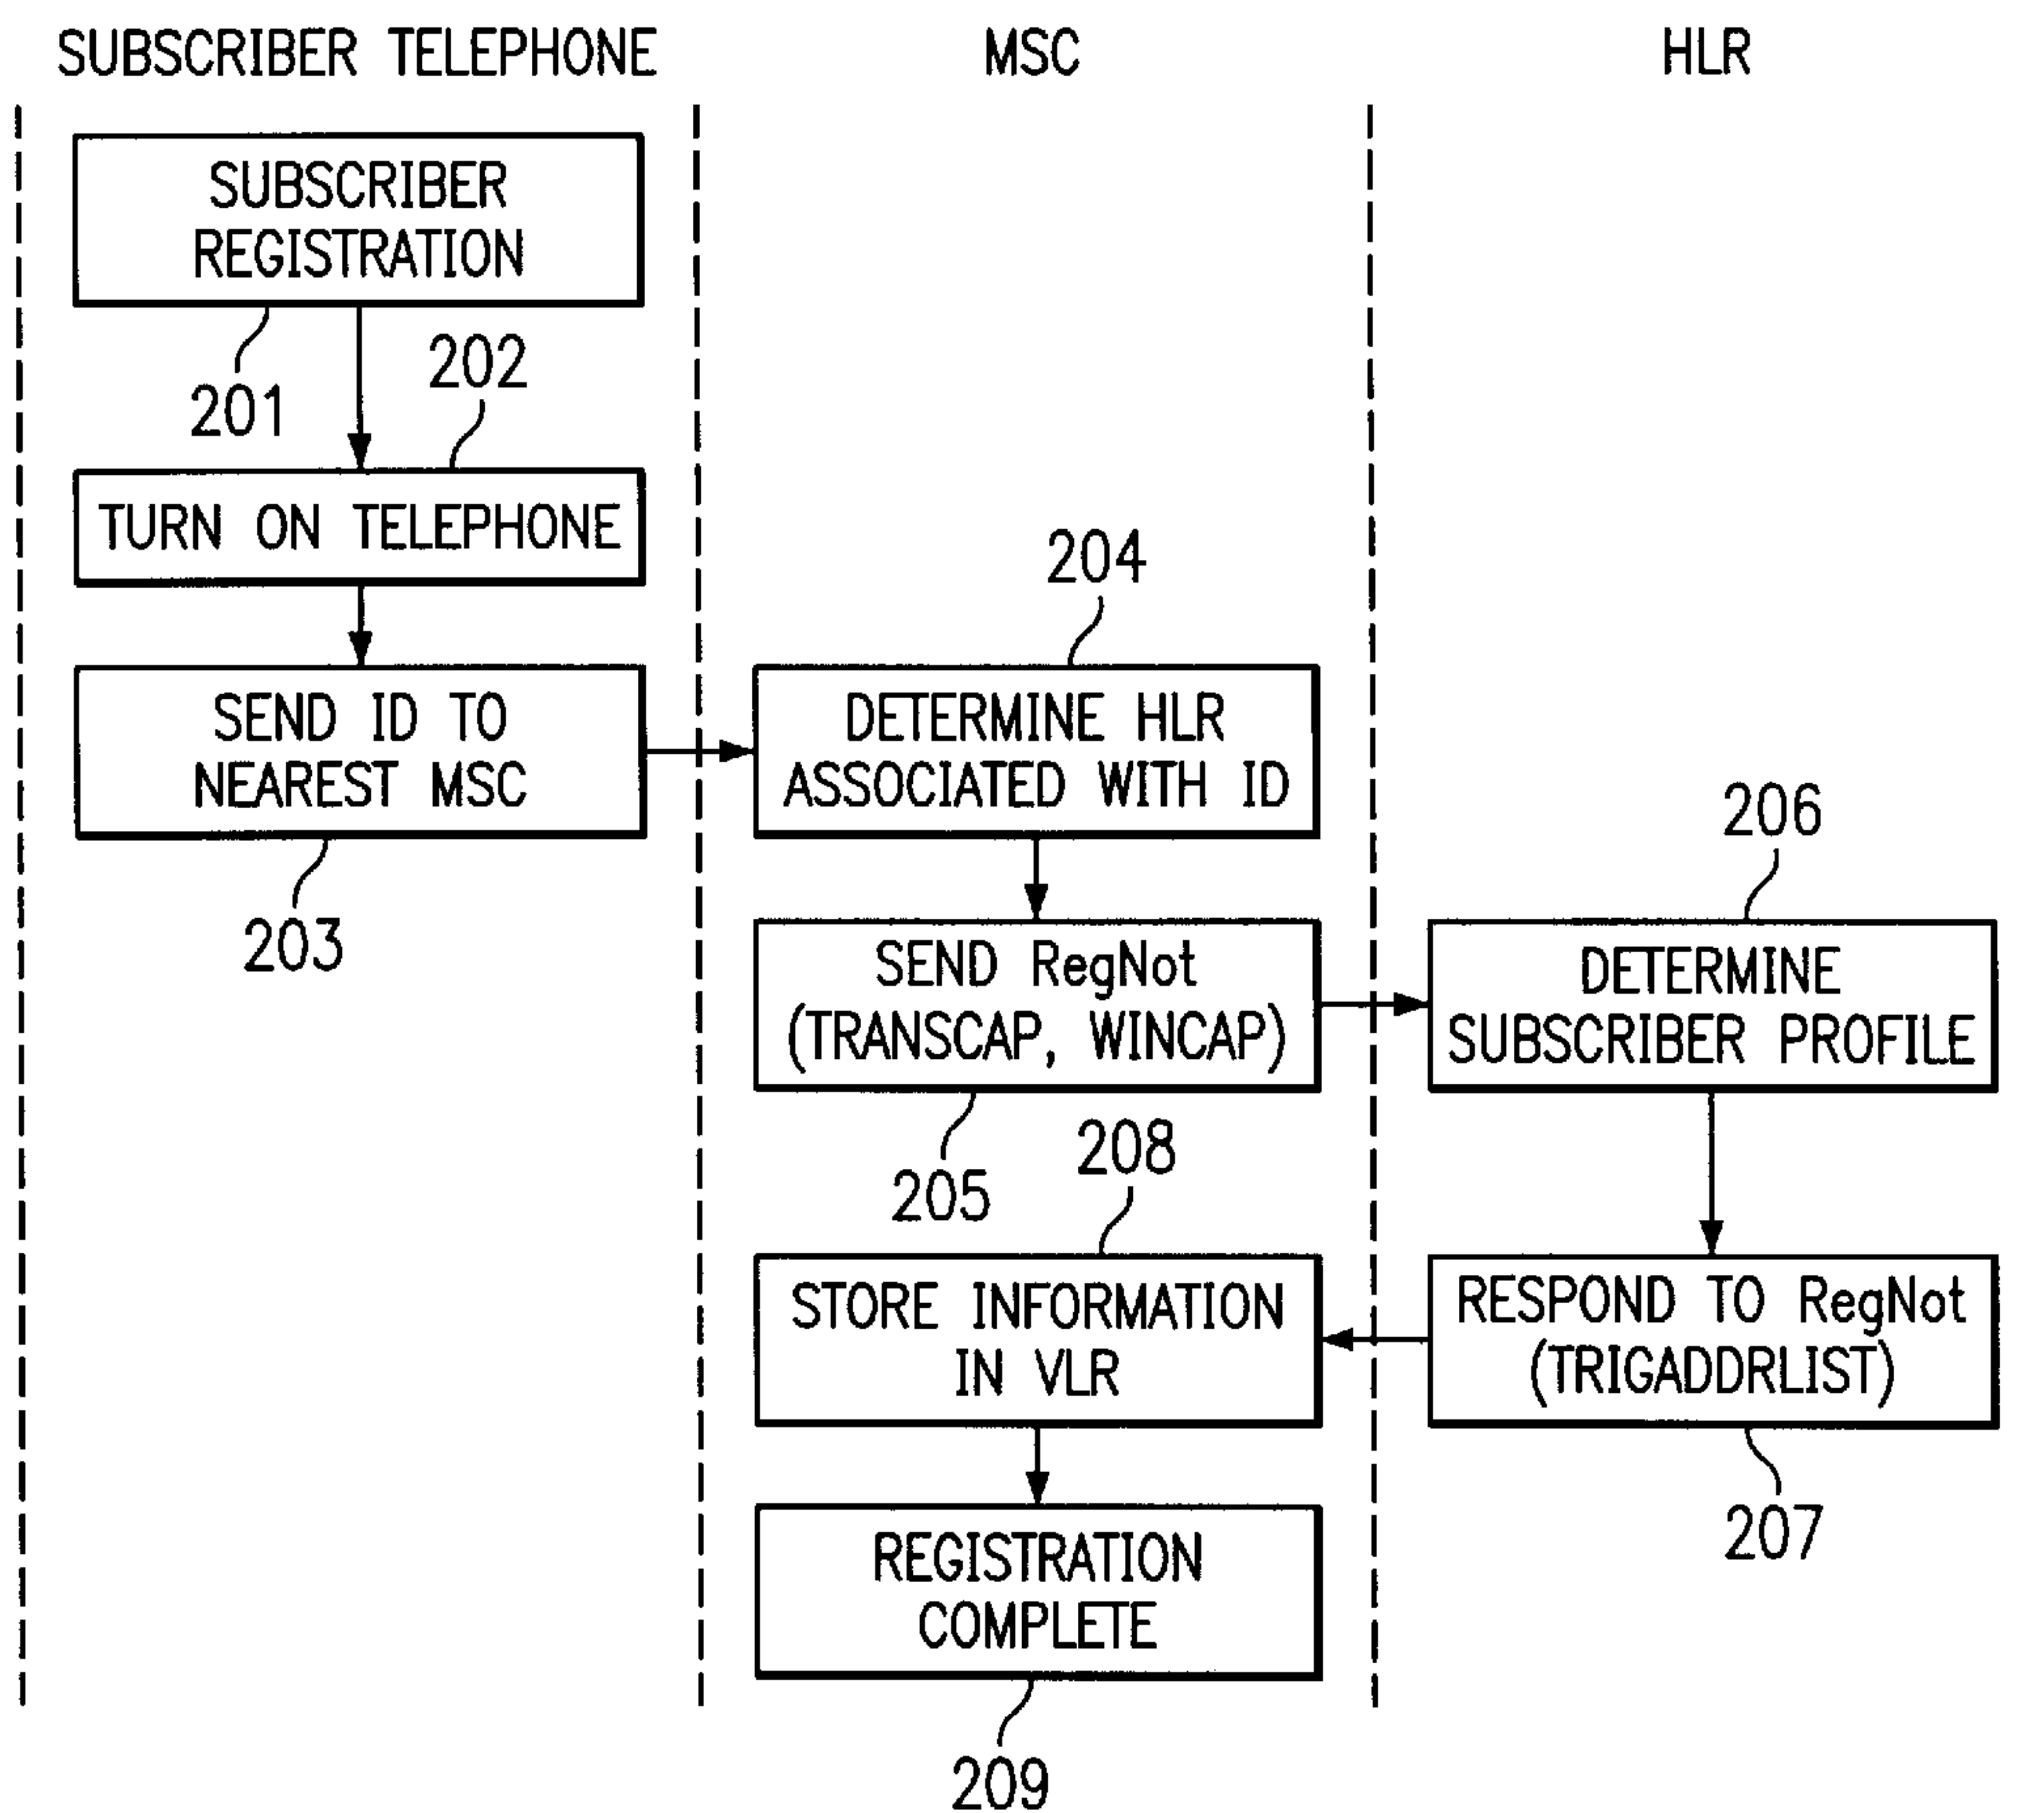 SUBSCRIBER TELEPHONE
MSC
HLR
SUBSCRIBER
REGISTRATION
201
202
TURN ON TELEPHONE
204
SEND ID TO
NEAREST MSC
203
DETERMINE HLR
ASSOCIATED WITH ID
206
SEND RegNot
(TRANSCAP, WINCAP)
205
DETERMINE
SUBSCRIBER PROFILE
208
STORE INFORMATION
IN VLR
RESPOND TO RegNot
(TRIGADDRLIST)
207
REGISTRATION
COMPLETE
209